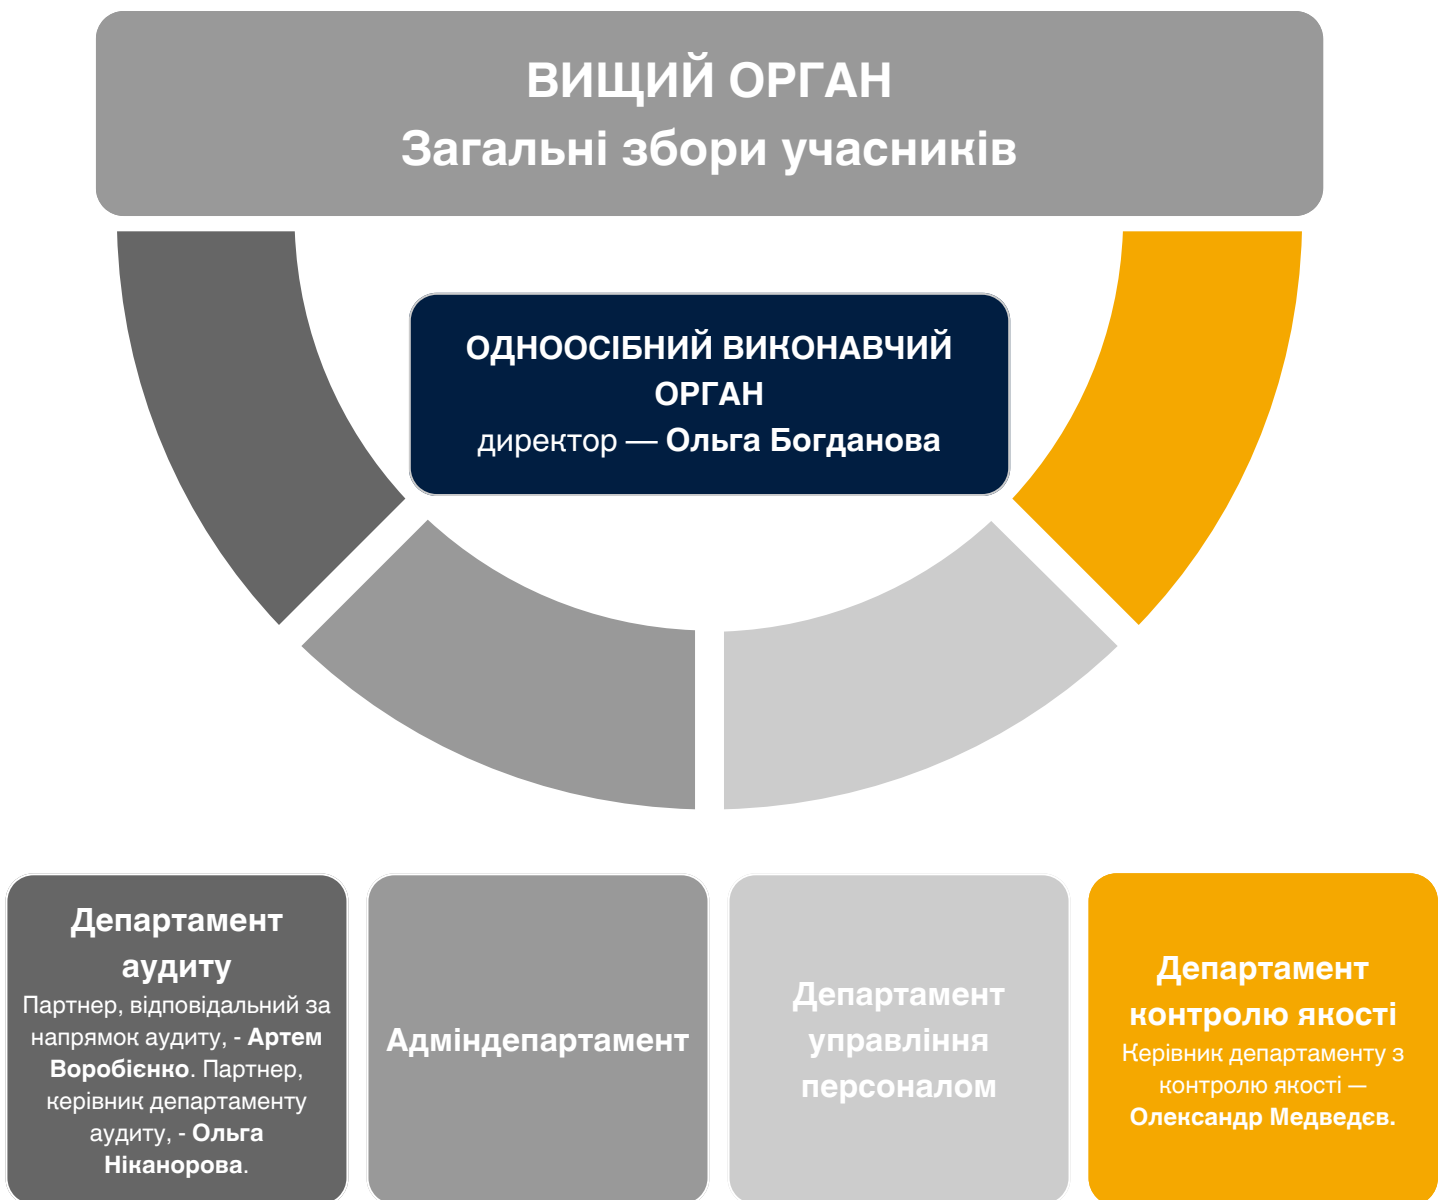 ВИЩИЙ ОРГАН
Загальні збори учасників
ОДНООСІБНИЙ ВИКОНАВЧИЙ
ОРГАН
директор — Ольга Богданова
Департамент
аудиту
Партнер, відповідальний за
напрямок аудиту, - Артем
Воробієнко. Партнер,
керівник департаменту
аудиту, - Ольга
Ніканорова.
Адміндепартамент
Департамент
управління
персоналом
Департамент
контролю якості
Керівник департаменту з
контролю якості —
Олександр Медведєв.